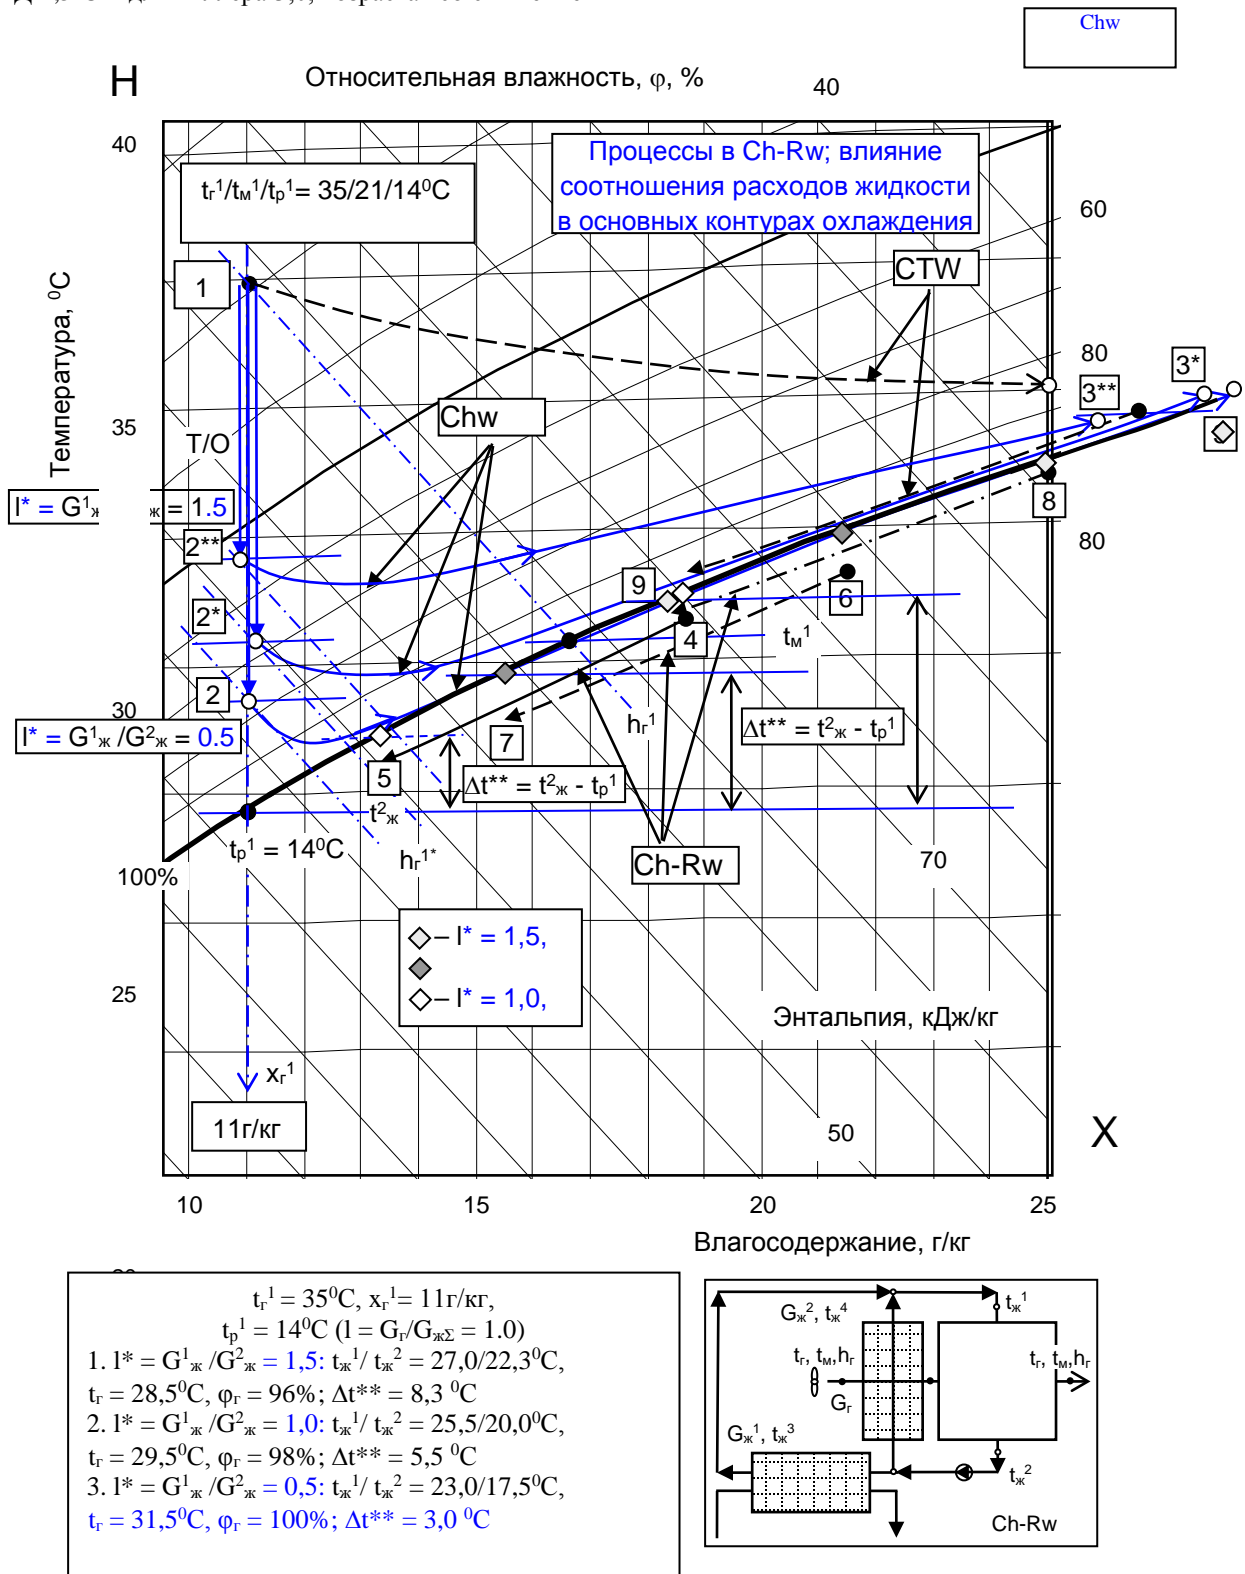 Chw
H
Относительная влажность, φ, %
40
40
Процессы в Ch-Rw; влияние
соотношения расходов жидкости
в основных контурах охлаждения
tг¹/tм¹/tр¹= 35/21/14⁰C
60
CTW
1
Температура, ⁰C
80
3*
3**
Chw
35
T/O
8
l* = G¹ж
ж = 1.5
2**
80
9
6
2*
4
tм¹
2
30
hг¹
Δt** = t²ж - tр¹
l* = G¹ж /G²ж = 0.5
7
5
Δt** = t²ж - tр¹
t²ж
tр¹ = 14⁰C
hг¹*
Ch-Rw
70
100%
– l* = 1,5,
– l* = 1,0,
25
Энтальпия, кДж/кг
xг¹
11г/кг
50
X
10
15
20
25
Влагосодержание, г/кг
tг¹ = 35⁰C, xг¹= 11г/кг,
tр¹ = 14⁰C (l = Gг/GжΣ = 1.0)
1. l* = G¹ж /G²ж = 1,5: tж¹/ tж² = 27,0/22,3⁰C,
tг = 28,5⁰C, φг = 96%; Δt** = 8,3 ⁰C
2. l* = G¹ж /G²ж = 1,0: tж¹/ tж² = 25,5/20,0⁰C,
tг = 29,5⁰C, φг = 98%; Δt** = 5,5 ⁰C
3. l* = G¹ж /G²ж = 0,5: tж¹/ tж² = 23,0/17,5⁰C,
tг = 31,5⁰C, φг = 100%; Δt** = 3,0 ⁰C
tж¹
Gж², tж⁴
tг, tм,hг
tг, tм,hг
Gг
Gж¹, tж³
tж²
Ch-Rw